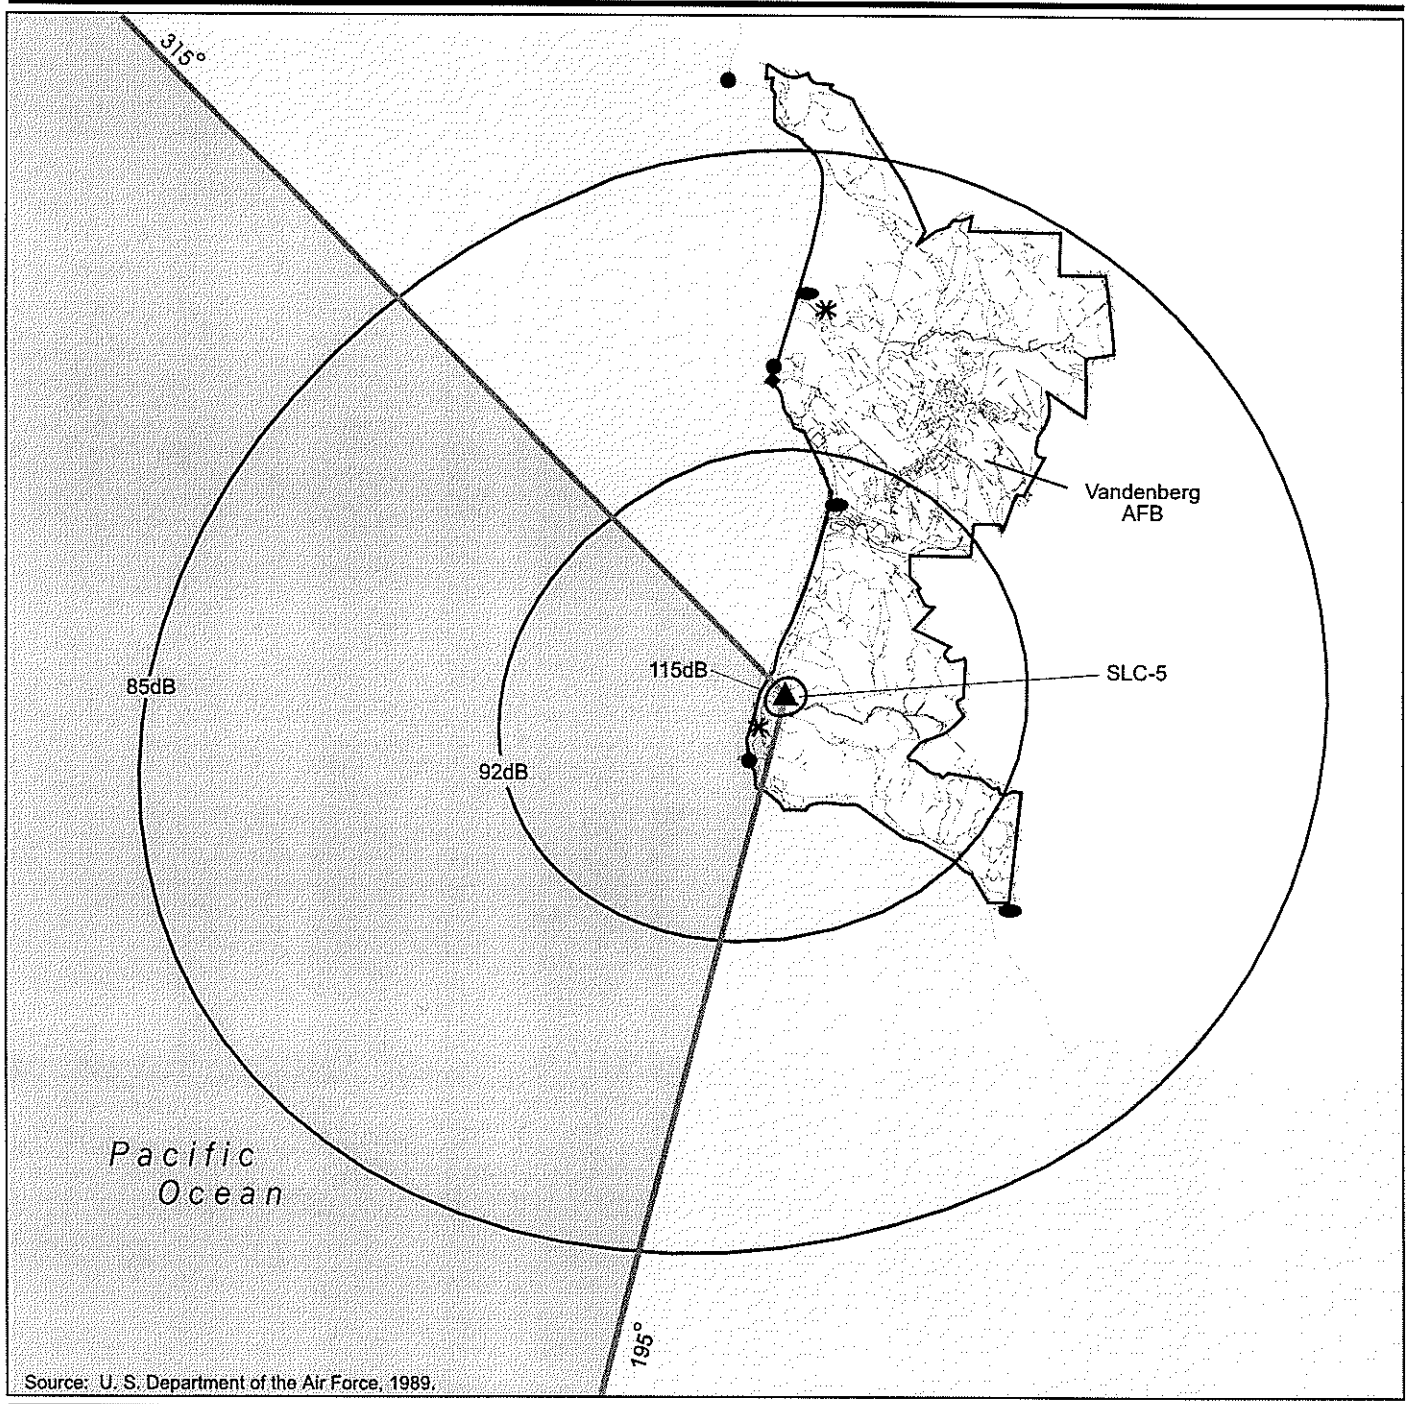 315°
Vandenberg
AFB
115dB
SLC-5
85dB
92dB
Pacific
Ocean
195°
Source: U. S. Department of the Air Force, 1989.